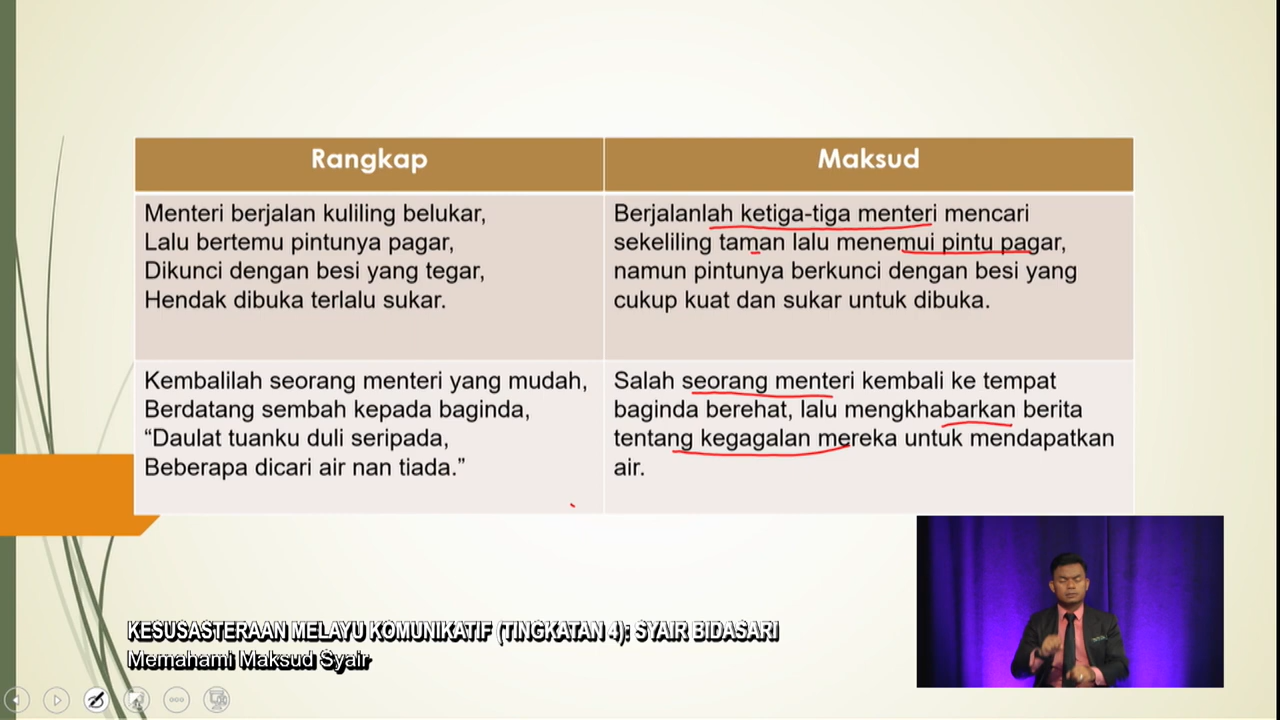 Rangkap
Maksud
Menteri berjalan kuliling belukar,
Lalu bertemu pintunya pagar,
Dikunci dengan besi yang tegar,
Hendak dibuka terlalu sukar.
Berjalanlah ketiga-tiga menteri mencari
sekeliling taman lalu menemui pintu pagar,
namun pintunya berkunci dengan besi yang
cukup kuat dan sukar untuk dibuka.
Kembalilah seorang menteri yang mudah,
Berdatang sembah kepada baginda,
“Daulat tuanku duli seripada,
Beberapa dicari air nan tiada.”
Salah seorang menteri kembali ke tempat
baginda berehat, lalu mengkhabarkan berita
tentang kegagalan mereka untuk mendapatkan
air.
KESUSASTERAAN MELAYU KOMUNIKATIF (TINGKATAN 4): SYAIR BIDASARI
Memahami Maksud Syair